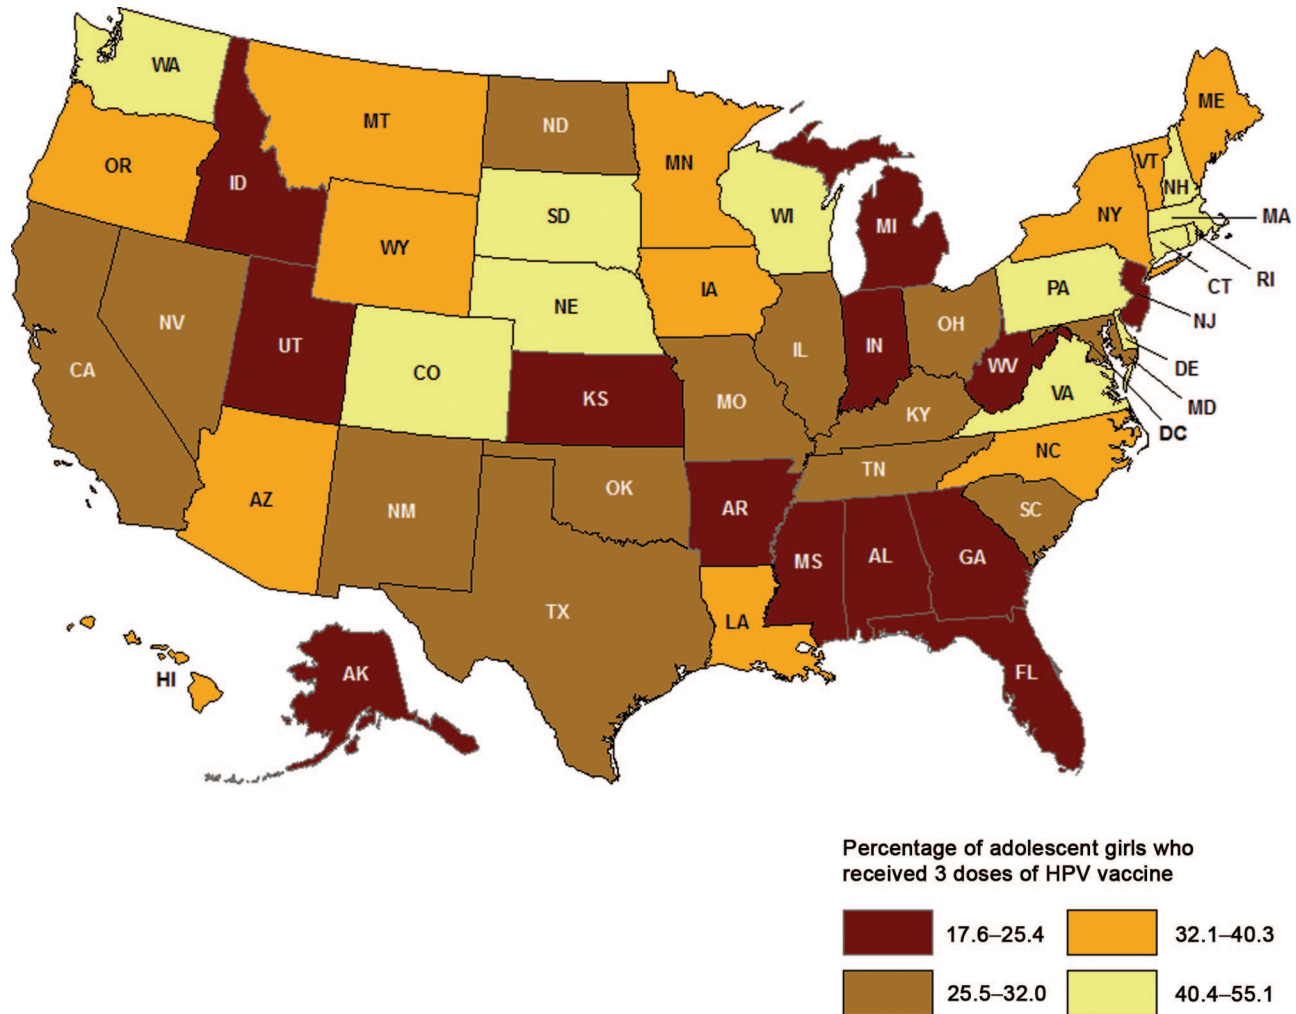 WA
MT
ND
MN
ME
VT
NH
OR
ID
SD
WI
MI
NY
MA
WY
IA
PA
RI
CT
NE
NJ
NV
UT
CO
IL
IN
OH
WV
DE
CA
KS
MO
KY
VA
MD
DC
AZ
NM
OK
TN
NC
AR
SC
MS
AL
GA
TX
LA
HI
AK
FL
Percentage of adolescent girls who
received 3 doses of HPV vaccine
17.6–25.4
32.1–40.3
25.5–32.0
40.4–55.1